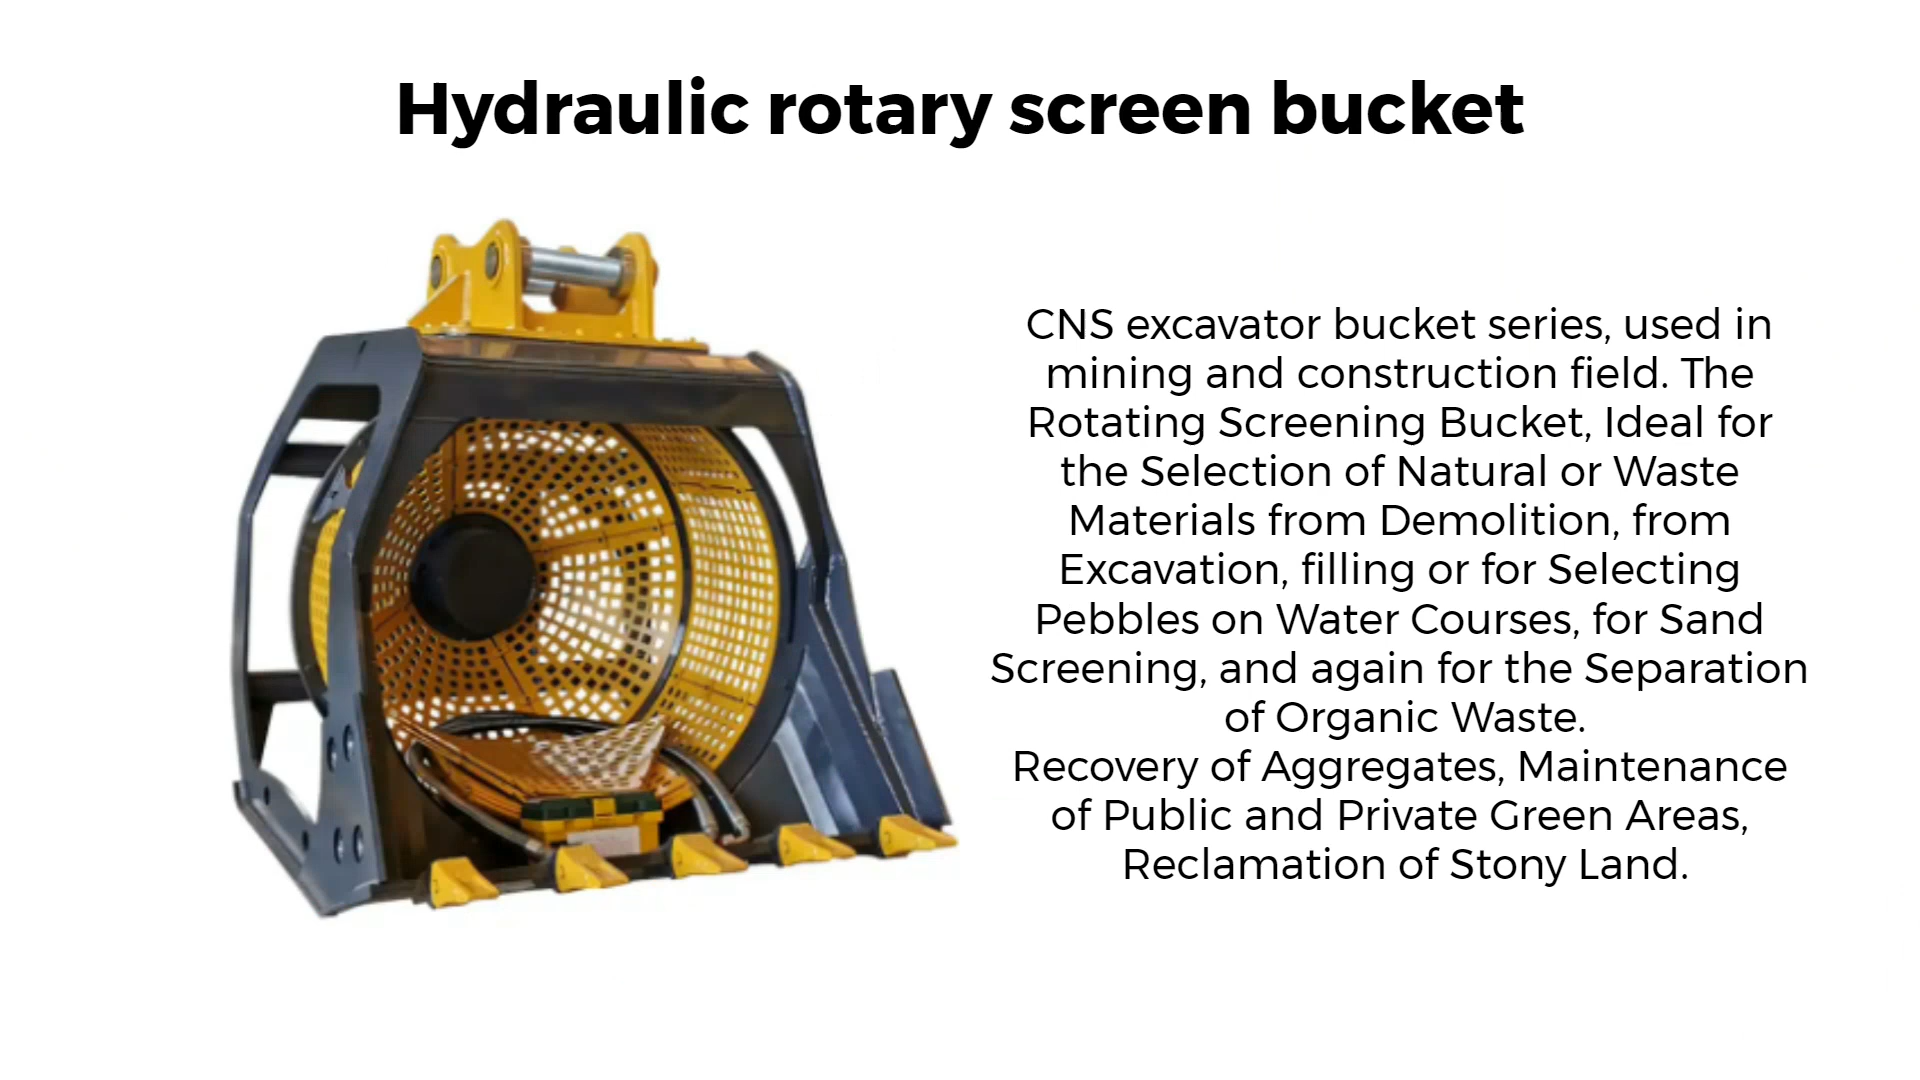 Hydraulic rotary screen bucket
CNS excavator bucket series, used in
mining and construction field. The
Rotating Screening Bucket, Ideal for
the Selection of Natural or Waste
Materials from Demolition, from
Excavation, filling or for Selecting
Pebbles on Water Courses, for Sand
Screening, and again for the Separation
of Organic Waste.
Recovery of Aggregates, Maintenance
of Public and Private Green Areas,
Reclamation of Stony Land.